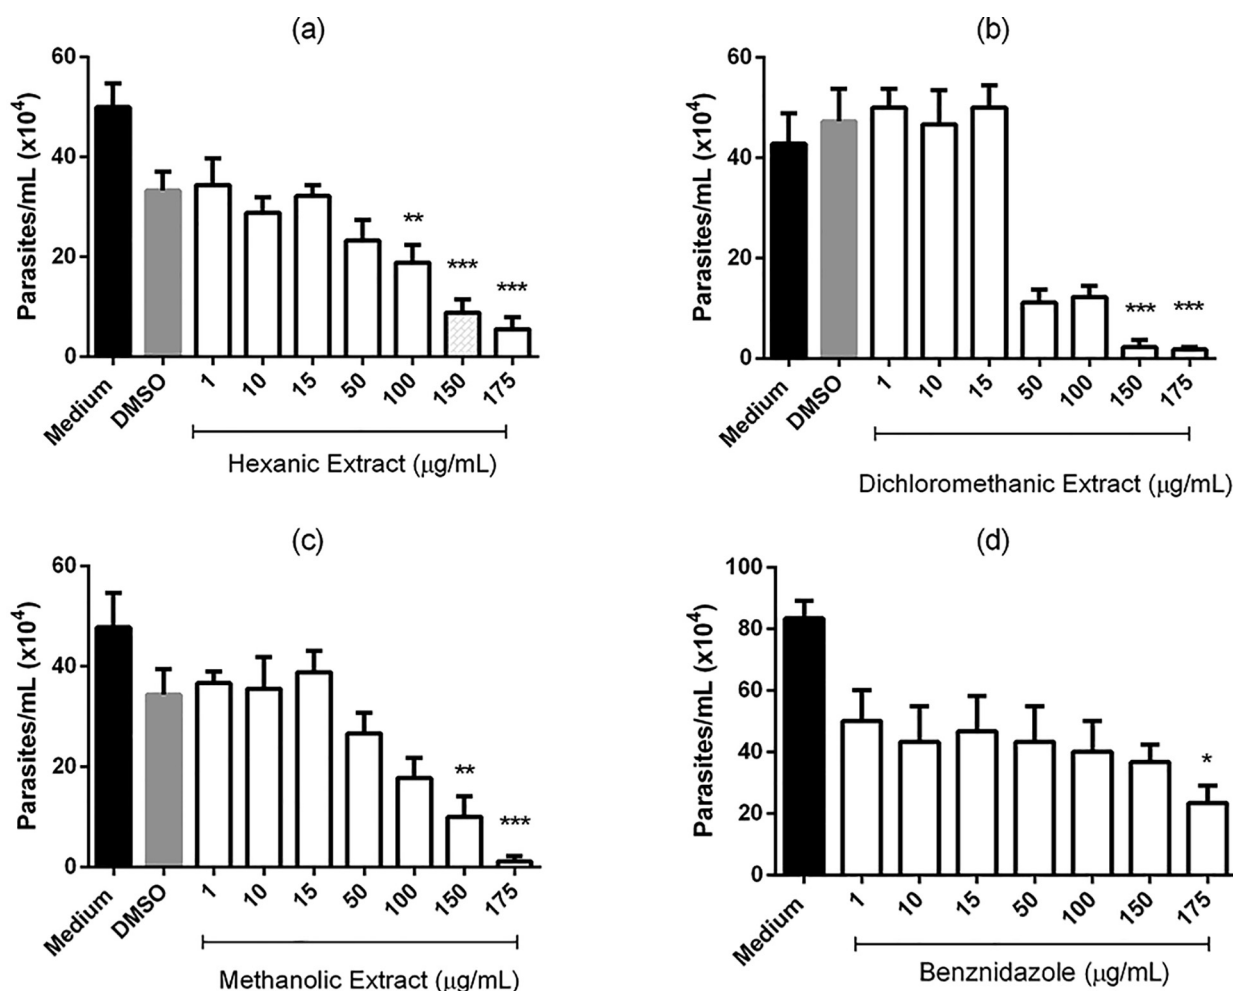 (a)
Parasites/mL (x10⁴)
60
40
20
0
**
***
***
Medium
DMSO
1
10
15
50
100
150
175
Hexanic Extract (μg/mL)
(b)
Parasites/mL (x10⁴)
60
40
20
0
***
***
Medium
DMSO
1
10
15
50
100
150
175
Dichloromethanic Extract (μg/mL)
(c)
Parasites/mL (x10⁴)
60
40
20
0
**
***
Medium
DMSO
1
10
15
50
100
150
175
Methanolic Extract (μg/mL)
(d)
Parasites/mL (x10⁴)
100
80
60
40
20
0
*
Medium
1
10
15
50
100
150
175
Benznidazole (μg/mL)